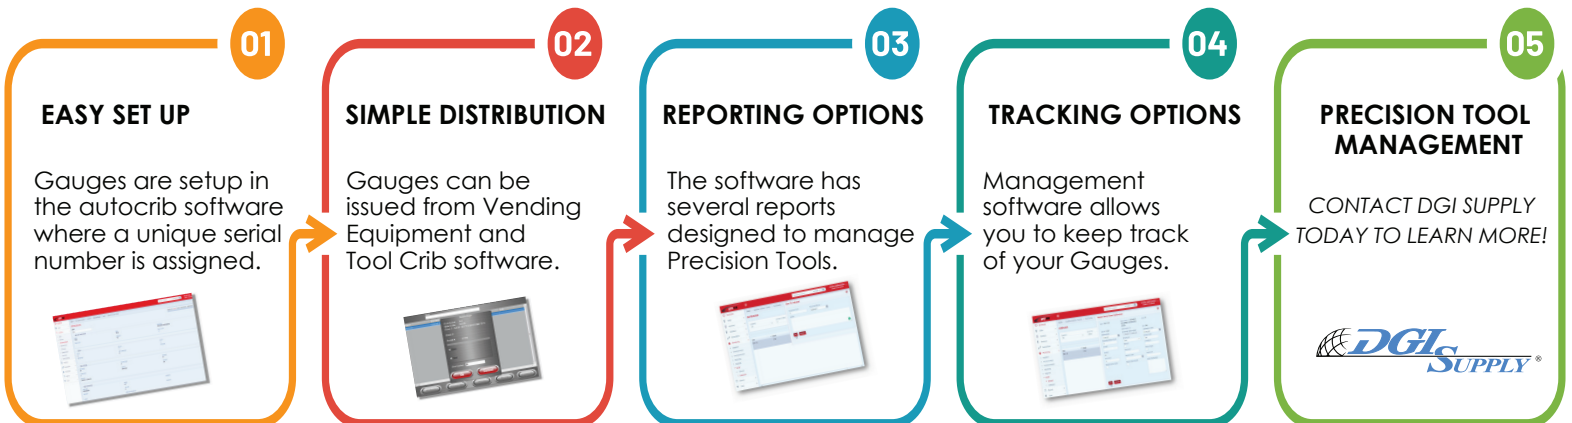 01
EASY SET UP
Gauges are setup in
the autocrib software
where a unique serial
number is assigned.
02
SIMPLE DISTRIBUTION
Gauges can be
issued from Vending
Equipment and
Tool Crib software.
03
REPORTING OPTIONS
The software has
several reports
designed to manage
Precision Tools.
04
TRACKING OPTIONS
Management
software allows
you to keep track
of your Gauges.
05
PRECISION TOOL
MANAGEMENT
CONTACT DGI SUPPLY
TODAY TO LEARN MORE!
DGI
SUPPLY®